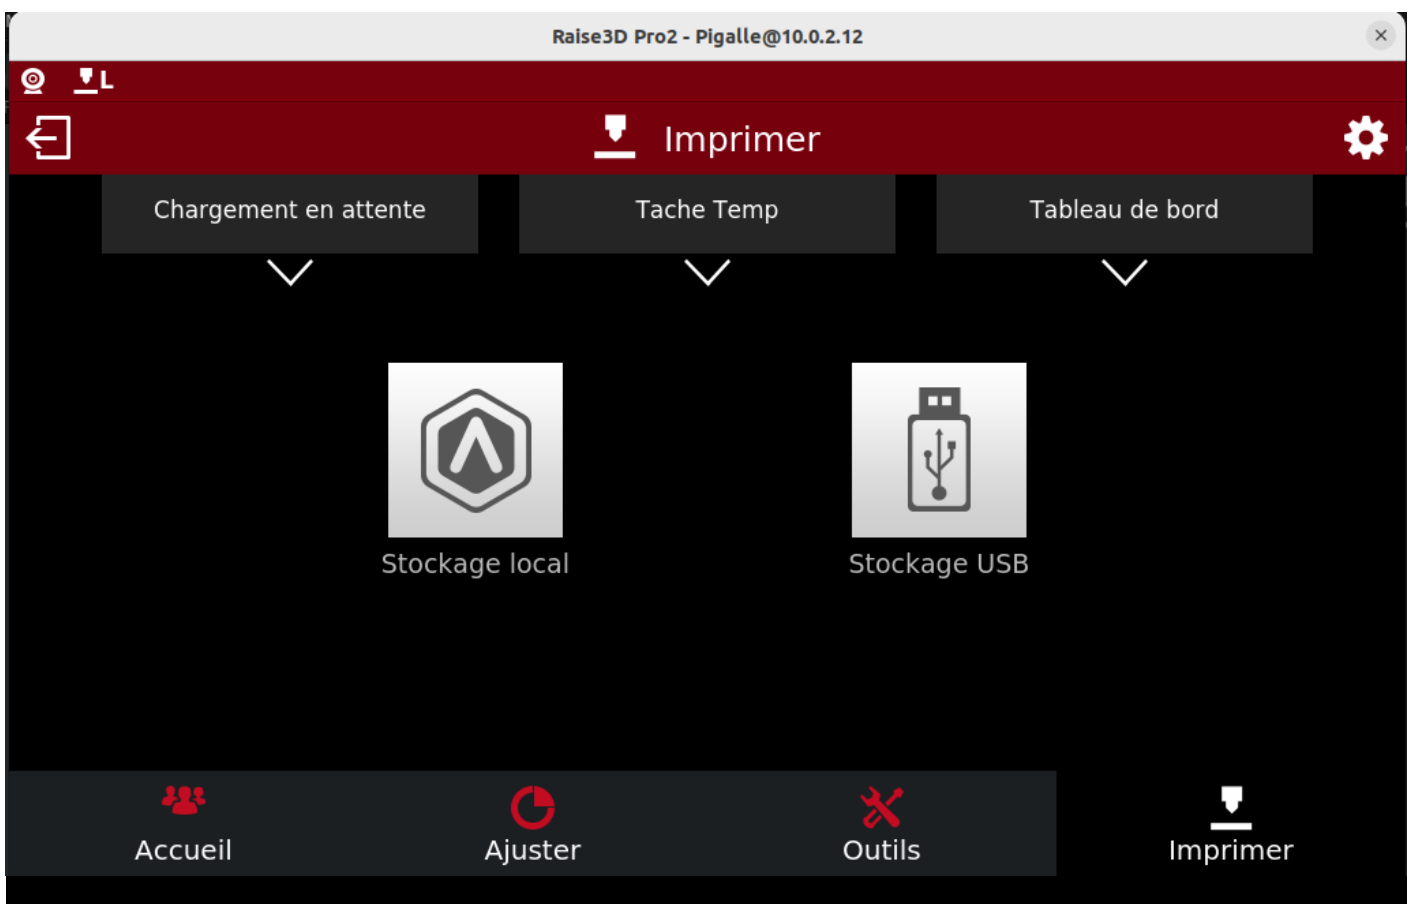 Raise3D Pro2 - Pigalle@10.0.2.12
L
Imprimer
Chargement en attente
Tache Temp
Tableau de bord
Stockage local
Stockage USB
Accueil
Ajuster
Outils
Imprimer